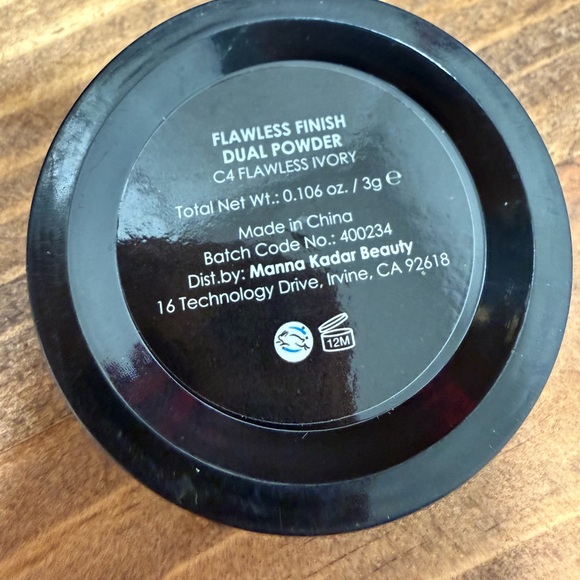 FLAWLESS FINISH
DUAL POWDER
C4 FLAWLESS IVORY
Total Net Wt.: 0.106 oz. / 3g ℮
Made in China
Batch Code No.: 400234
Dist.by: Manna Kadar Beauty
16 Technology Drive, Irvine, CA 92618
12M